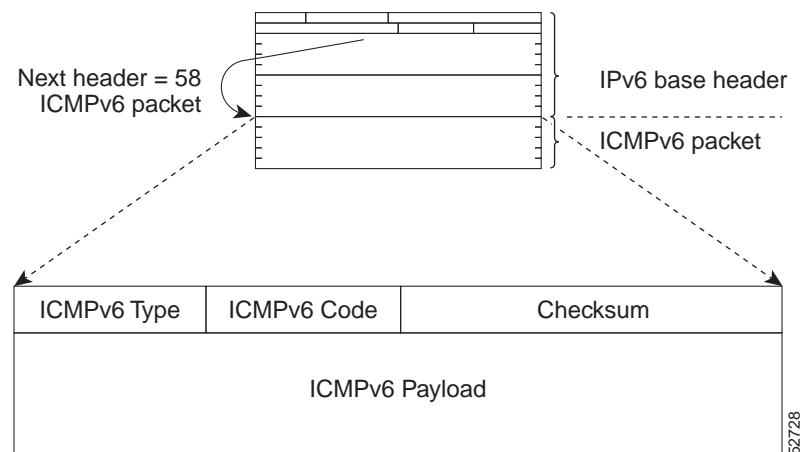 Next header = 58
ICMPv6 packet
IPv6 base header
ICMPv6 packet
ICMPv6 Type
ICMPv6 Code
Checksum
ICMPv6 Payload
52728